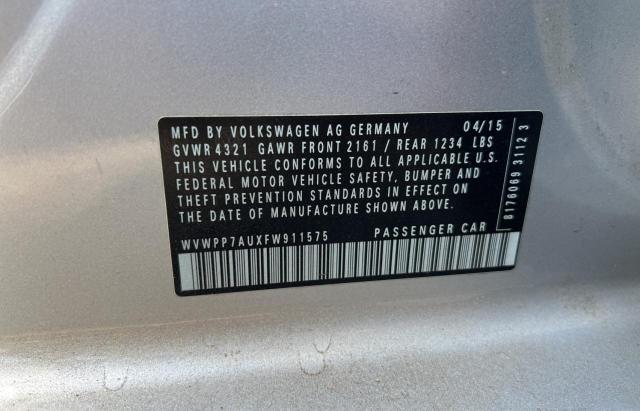 MFD BY VOLKSWAGEN AG GERMANY 04/15
GVWR 4321 GAWR FRONT 2161 / REAR 1234 LBS
THIS VEHICLE CONFORMS TO ALL APPLICABLE U.S.
FEDERAL MOTOR VEHICLE SAFETY, BUMPER AND
THEFT PREVENTION STANDARDS IN EFFECT ON
THE DATE OF MANUFACTURE SHOWN ABOVE.
WVWPP7AUXFW911575 PASSENGER CAR
8176069 3112 3